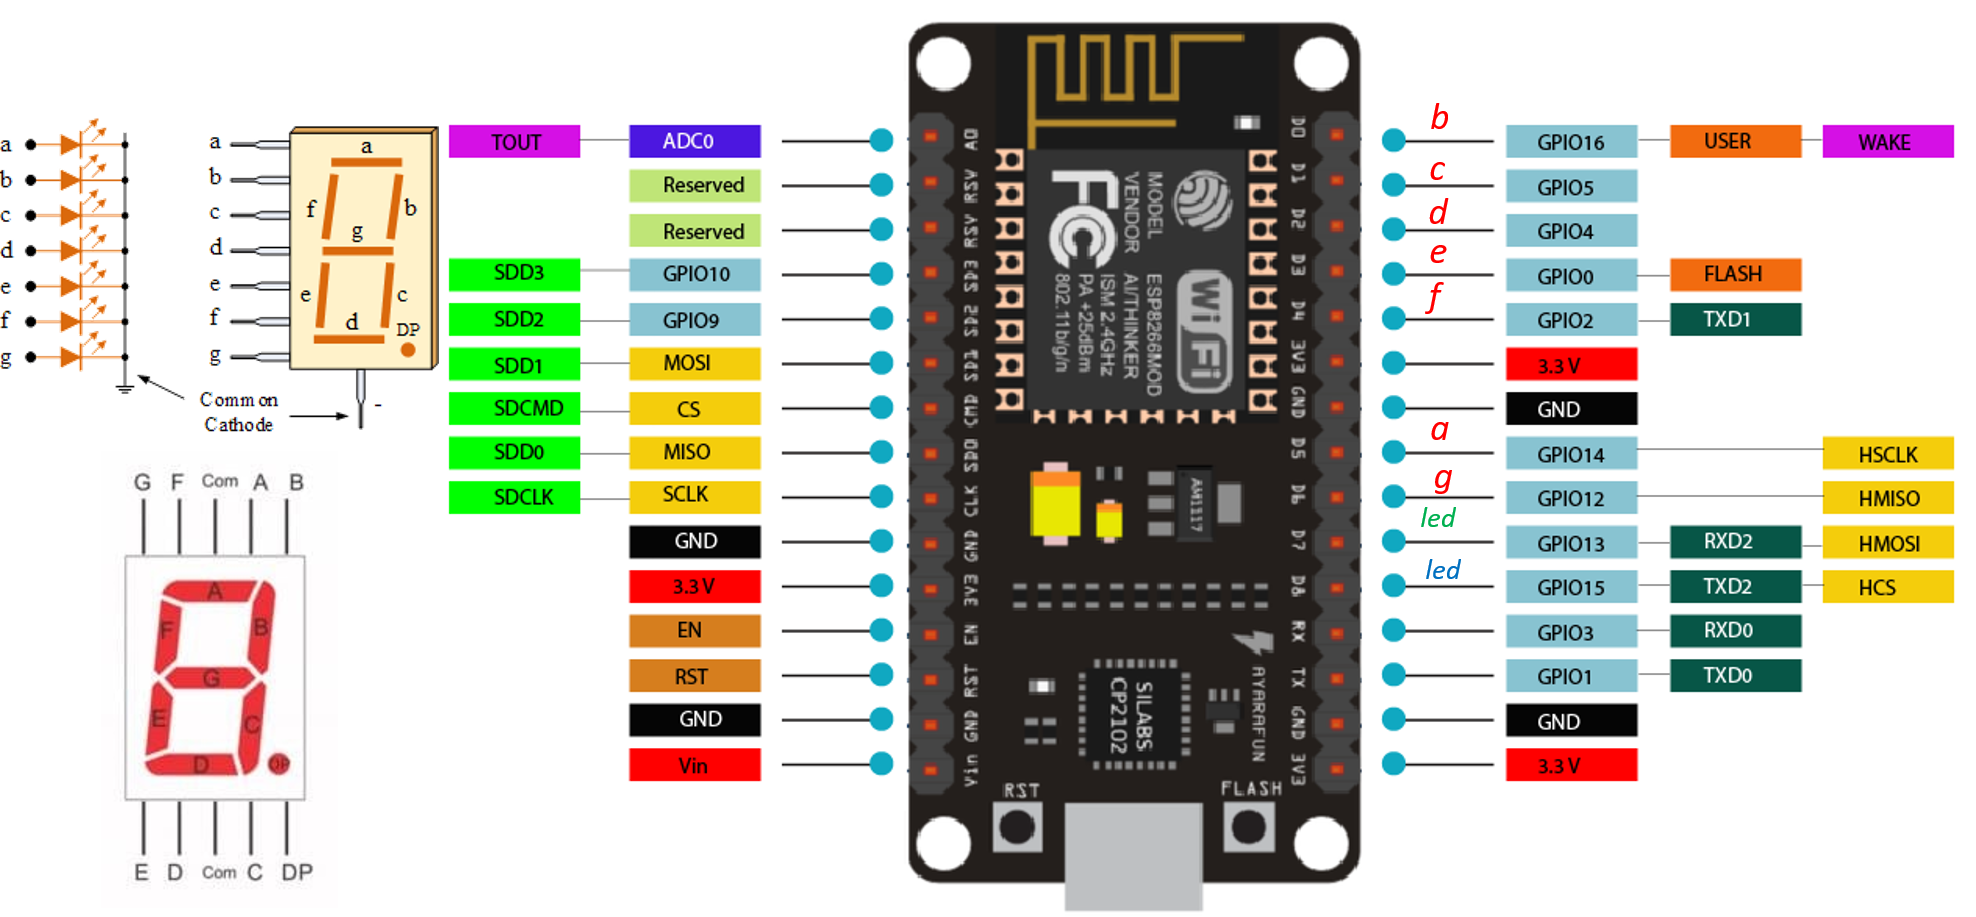 a
b
c
d
e
f
g
a
b
c
d
e
f
g
a
f
b
g
e
c
d
DP
-
Common
Cathode
G F Com A B
A
F
B
G
E
C
D
DP
E D Com C DP
TOUT ADC0
Reserved
Reserved
SDD3 GPIO10
SDD2 GPIO9
SDD1 MOSI
SDCMD CS
SDD0 MISO
SDCLK SCLK
GND
3.3 V
EN
RST
GND
Vin
A0
RSV
RSV
SD3
SD2
SD1
CMD
SD0
CLK
GND
3V3
EN
RST
GND
Vin
MODEL
VENDOR
FC
ESP8266MOD
AI/THINKER
ISM 2.4GHz
PA +25dBm
802.11b/g/n
WiFi
AM1117
SILABS
CP2102
AYARAFUN
RST
FLASH
D0
D1
D2
D3
D4
3V3
GND
D5
D6
D7
D8
RX
TX
GND
3V3
b GPIO16 USER WAKE
c GPIO5
d GPIO4
e GPIO0 FLASH
f GPIO2 TXD1
3.3 V
GND
a GPIO14 HSCLK
g GPIO12 HMISO
led GPIO13 RXD2 HMOSI
led GPIO15 TXD2 HCS
GPIO3 RXD0
GPIO1 TXD0
GND
3.3 V